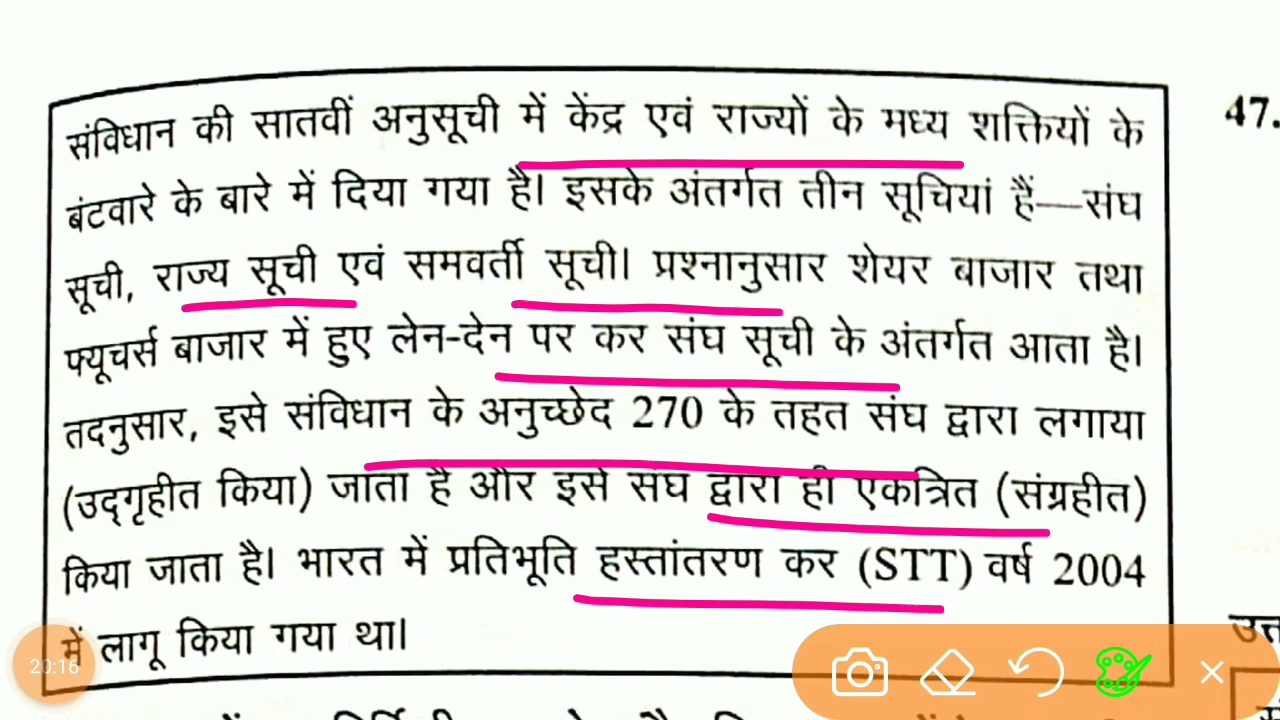 संविधान की सातवीं अनुसूची में केंद्र एवं राज्यों के मध्य शक्तियों के
बंटवारे के बारे में दिया गया है। इसके अंतर्गत तीन सूचियां हैं—संघ
सूची, राज्य सूची एवं समवर्ती सूची। प्रश्नानुसार शेयर बाजार तथा
फ्यूचर्स बाजार में हुए लेन-देन पर कर संघ सूची के अंतर्गत आता है।
तदनुसार, इसे संविधान के अनुच्छेद 270 के तहत संघ द्वारा लगाया
(उद्गृहीत किया) जाता है और इसे संघ द्वारा ही एकत्रित (संग्रहीत)
किया जाता है। भारत में प्रतिभूति हस्तांतरण कर (STT) वर्ष 2004
में लागू किया गया था।
47.
20:16